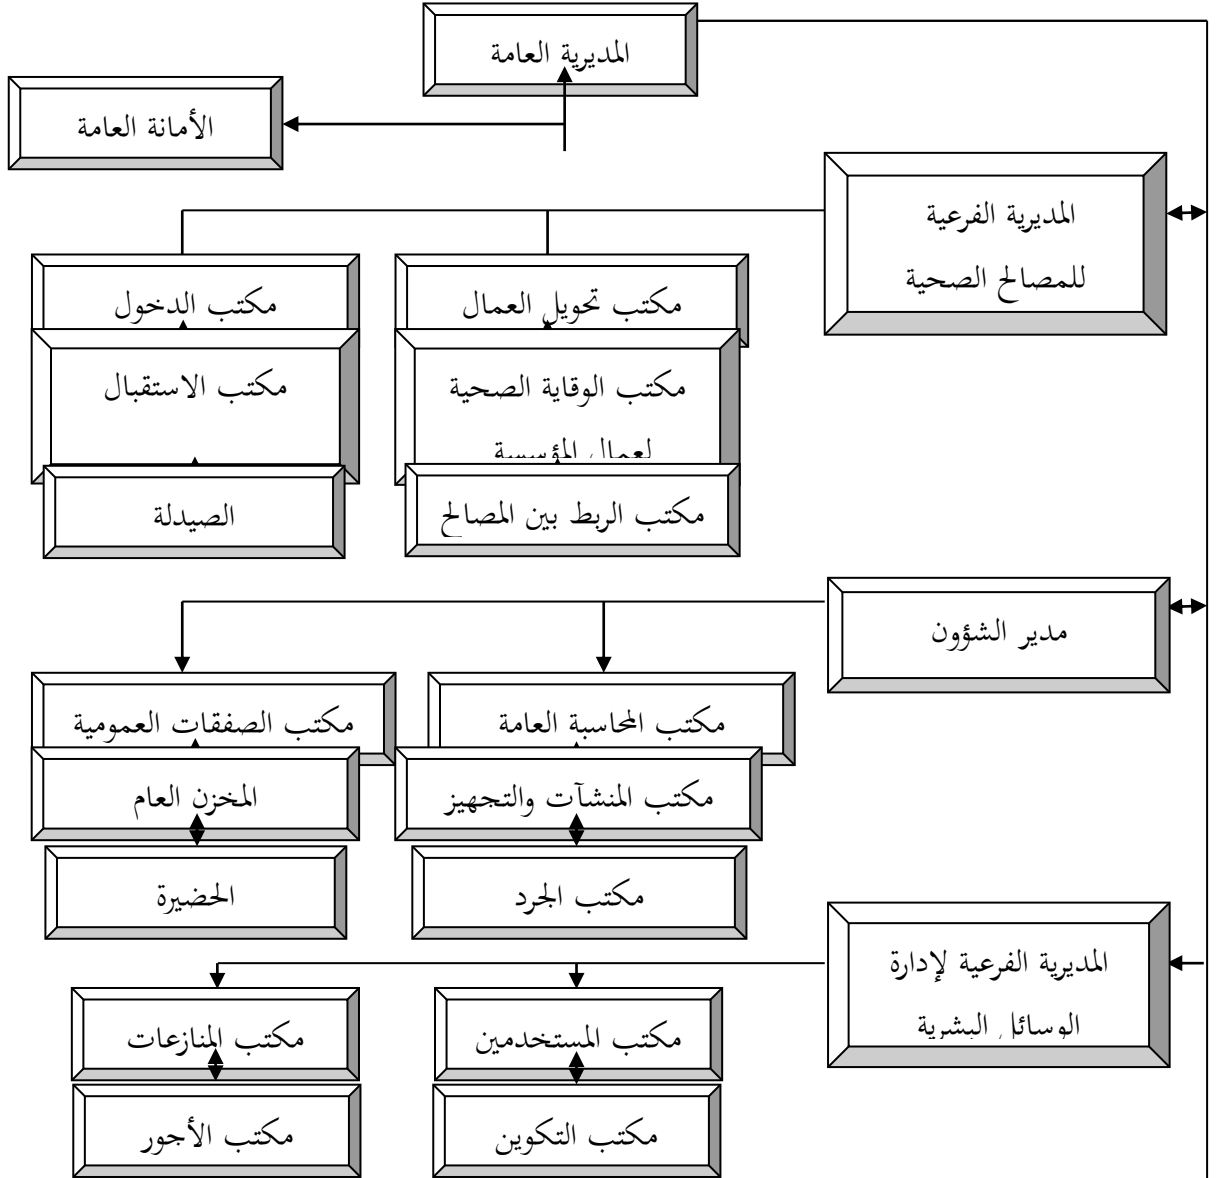 المديرية العامة
الأمانة العامة
المديرية الفرعية
للمصالح الصحية
مكتب تحويل العمال
مكتب الدخول
مكتب الوقاية الصحية
لعمال المؤسسة
مكتب الاستقبال
مكتب الربط بين المصالح
الصيدلة
مدير الشؤون
مكتب المحاسبة العامة
مكتب الصفقات العمومية
مكتب المنشآت والتجهيز
المخزن العام
مكتب الجرد
الحضيرة
المديرية الفرعية لإدارة
الوسائل البشرية
مكتب المستخدمين
مكتب المنازعات
مكتب التكوين
مكتب الأجور